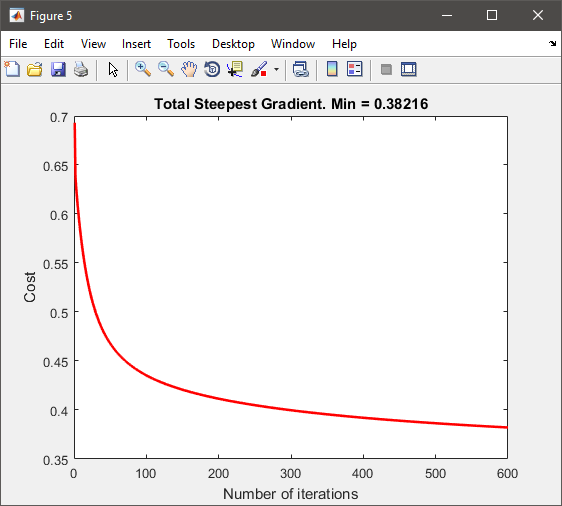 Figure 5
File Edit View Insert Tools Desktop Window Help
Total Steepest Gradient. Min = 0.38216
0.7
0.65
0.6
0.55
0.5
0.45
0.4
0.35
Cost
0 100 200 300 400 500 600
Number of iterations